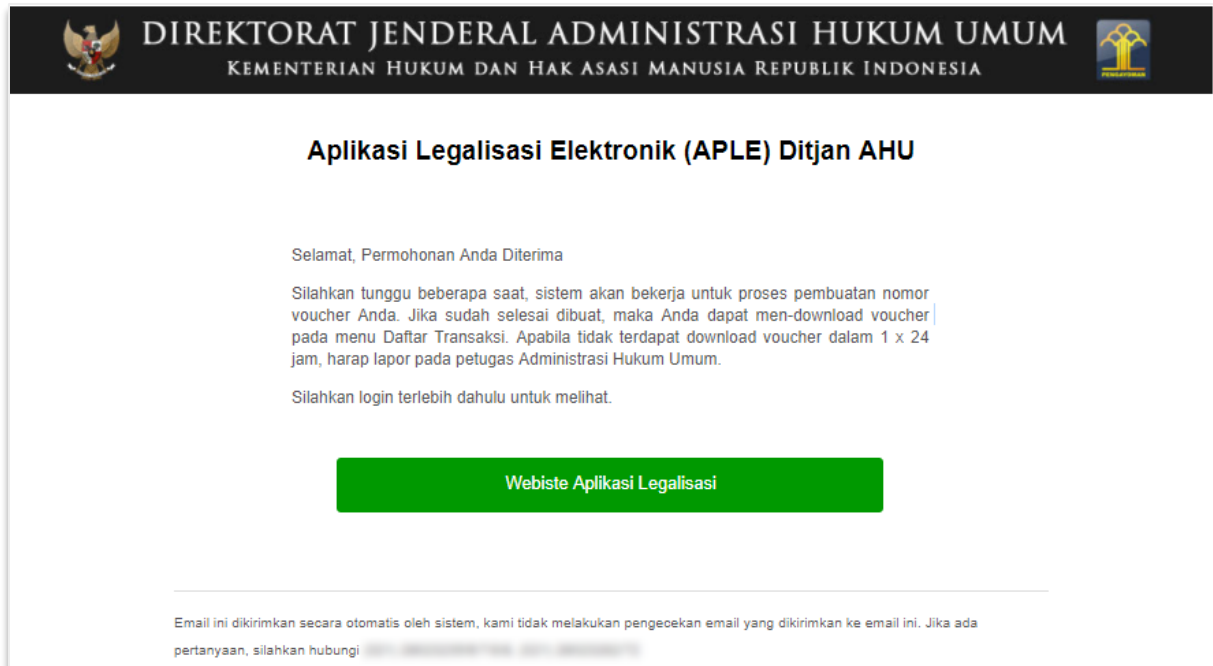 DIREKTORAT JENDERAL ADMINISTRASI HUKUM UMUM
KEMENTERIAN HUKUM DAN HAK ASASI MANUSIA REPUBLIK INDONESIA
PENGAYOMAN
Aplikasi Legalisasi Elektronik (APLE) Ditjan AHU
Selamat, Permohonan Anda Diterima
Silahkan tunggu beberapa saat, sistem akan bekerja untuk proses pembuatan nomor
voucher Anda. Jika sudah selesai dibuat, maka Anda dapat men-download voucher
pada menu Daftar Transaksi. Apabila tidak terdapat download voucher dalam 1 x 24
jam, harap lapor pada petugas Administrasi Hukum Umum.
Silahkan login terlebih dahulu untuk melihat.
Webiste Aplikasi Legalisasi
Email ini dikirimkan secara otomatis oleh sistem, kami tidak melakukan pengecekan email yang dikirimkan ke email ini. Jika ada
pertanyaan, silahkan hubungi